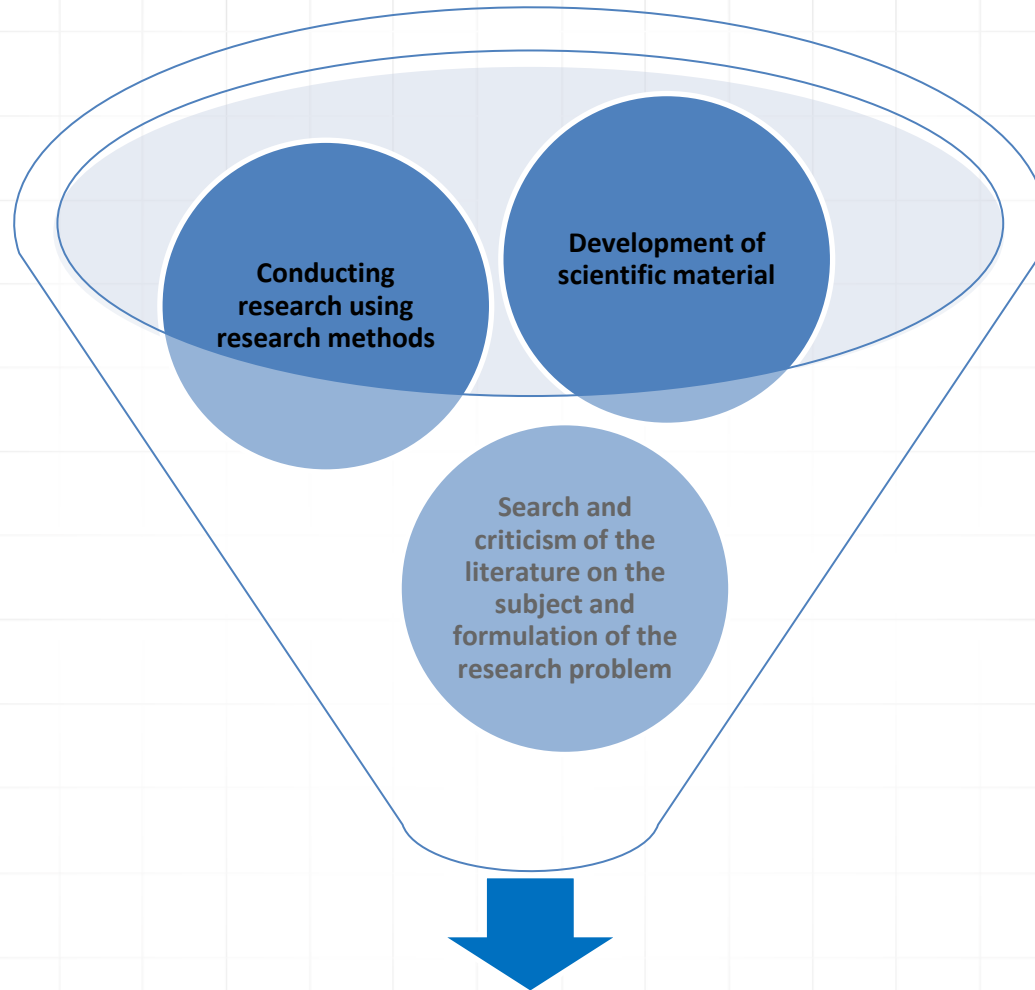 Conducting
research using
research methods
Development of
scientific material
Search and
criticism of the
literature on the
subject and
formulation of the
research problem